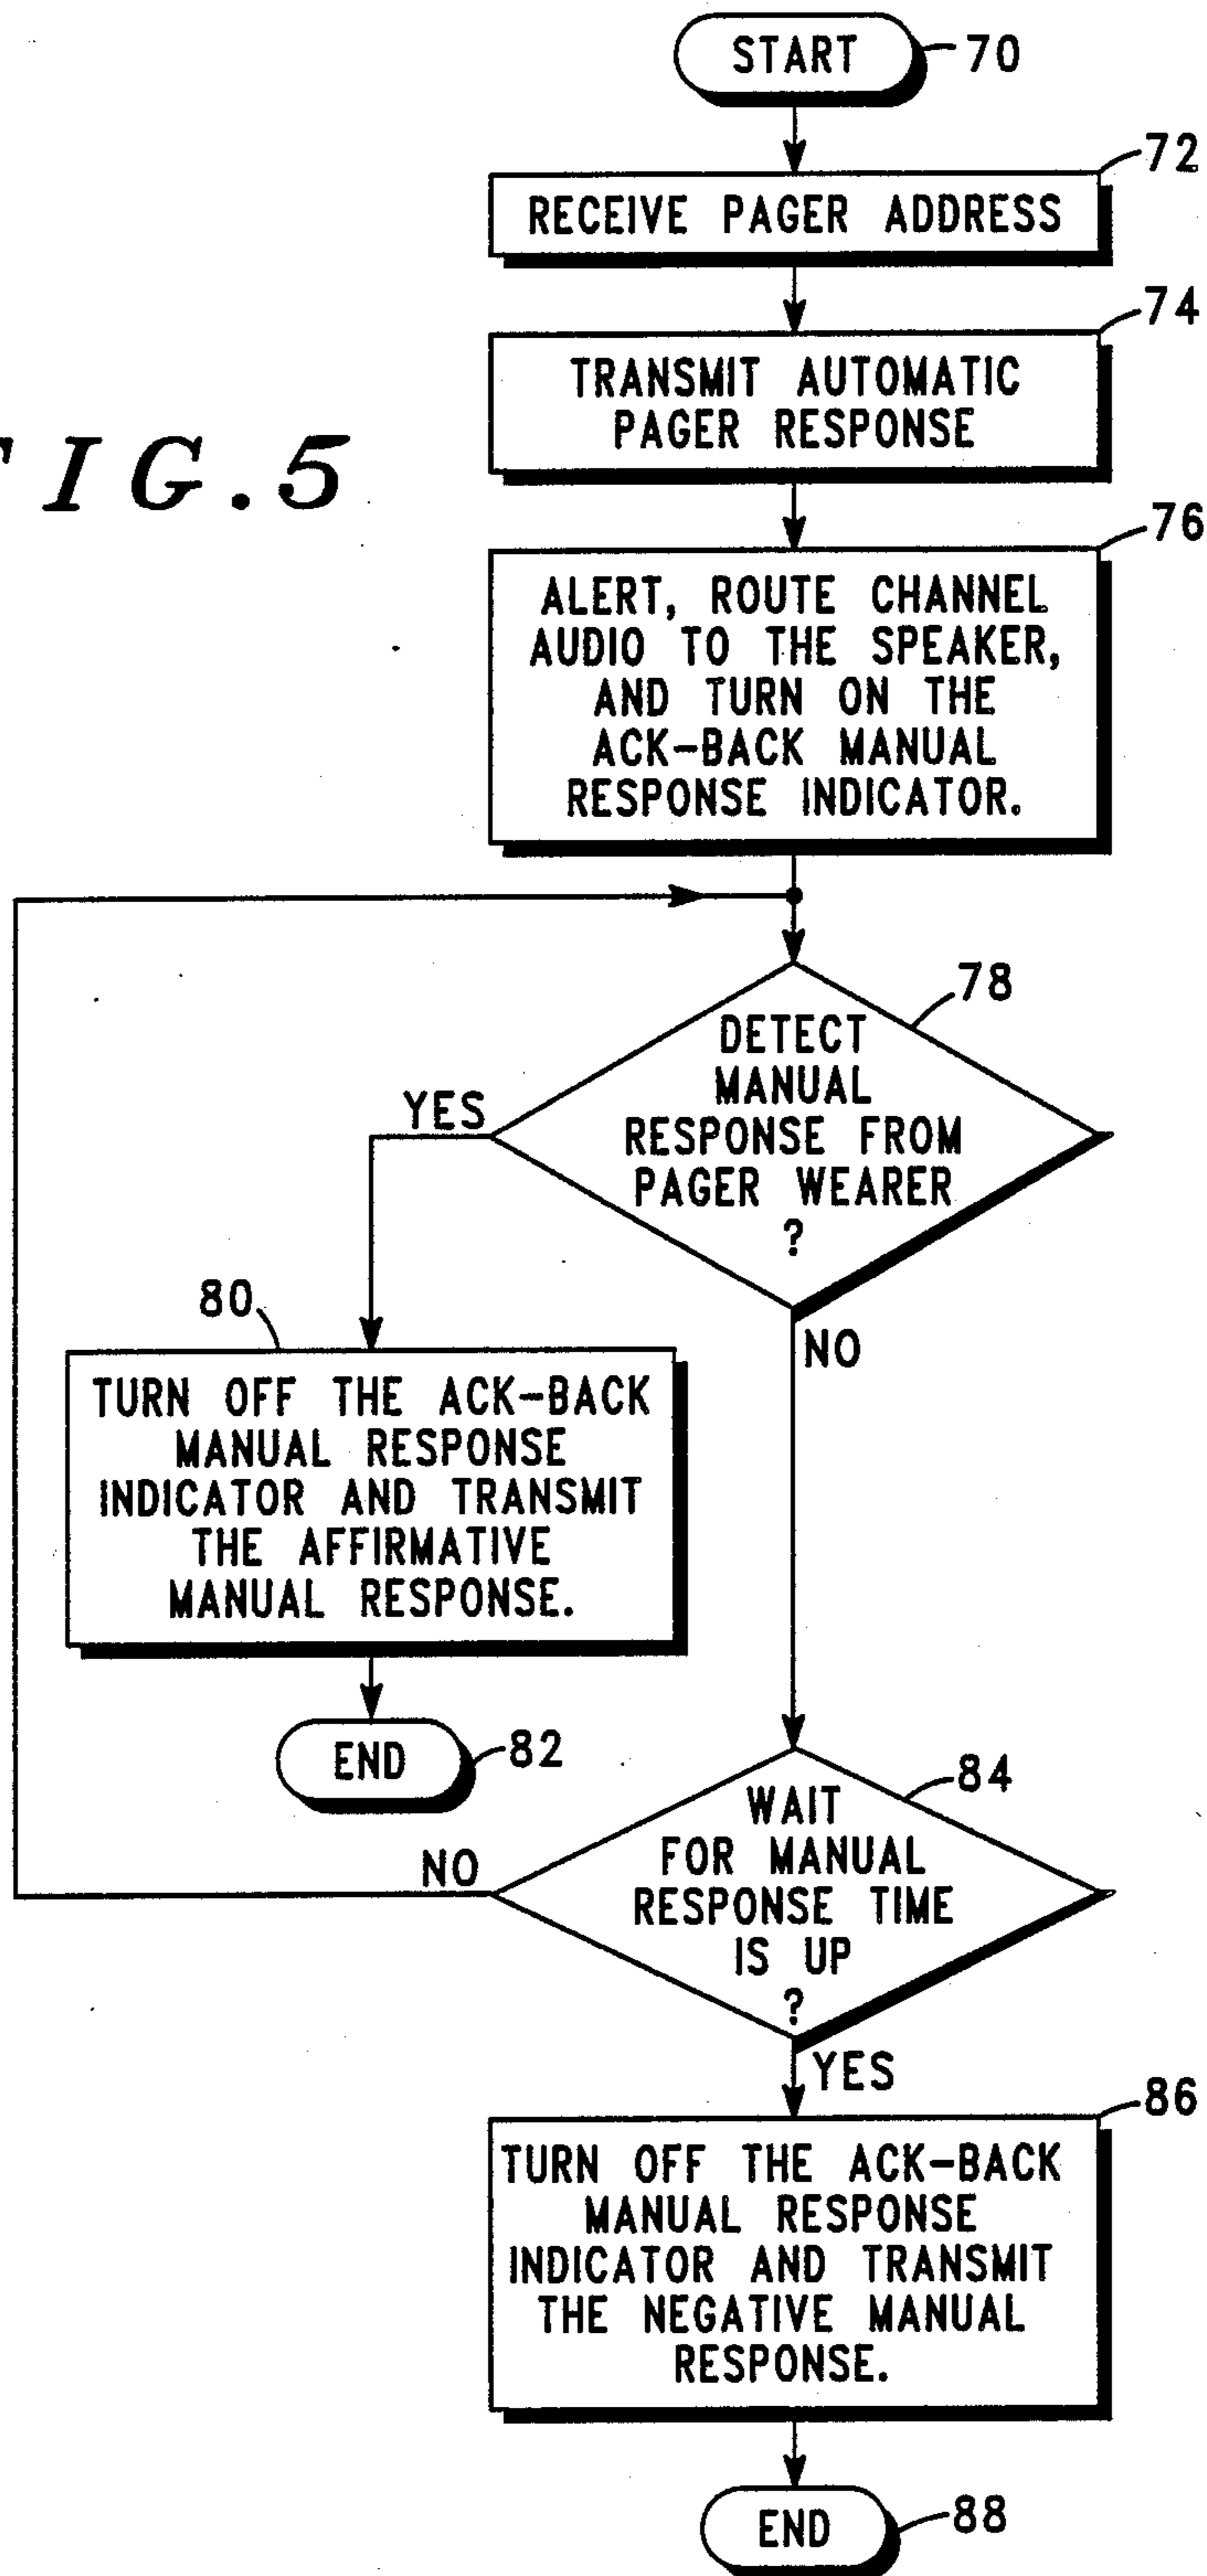 START
70
72
RECEIVE PAGER ADDRESS
74
TRANSMIT AUTOMATIC
PAGER RESPONSE
FIG.5
76
ALERT, ROUTE CHANNEL
AUDIO TO THE SPEAKER,
AND TURN ON THE
ACK-BACK MANUAL
RESPONSE INDICATOR.
78
DETECT
MANUAL
RESPONSE FROM
PAGER WEARER
?
YES
NO
80
TURN OFF THE ACK-BACK
MANUAL RESPONSE
INDICATOR AND TRANSMIT
THE AFFIRMATIVE
MANUAL RESPONSE.
END
82
84
WAIT
FOR MANUAL
RESPONSE TIME
IS UP
?
NO
YES
86
TURN OFF THE ACK-BACK
MANUAL RESPONSE
INDICATOR AND TRANSMIT
THE NEGATIVE MANUAL
RESPONSE.
END
88